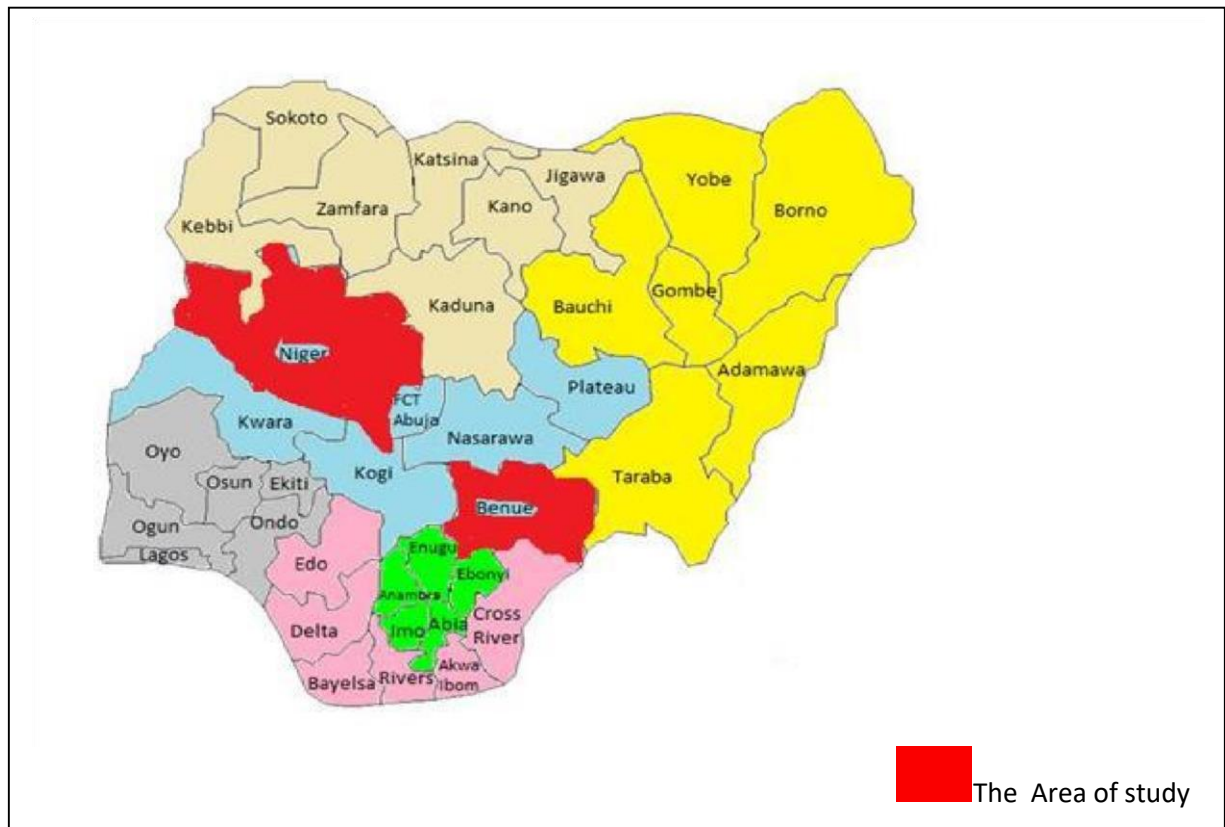 Sokoto
Katsina
Jigawa
Yobe
Kano
Zamfara
Borno
Kebbi
Kaduna
Bauchi
Gombe
Niger
Adamawa
Plateau
FCT
Abuja
Kwara
Nasarawa
Oyo
Kogi
Taraba
Osun
Ekiti
Benue
Ogun
Ondo
Lagos
Enugu
Edo
Ebonyi
Anambra
Cross
River
Delta
Imo
Abia
Akwa
Ibom
Bayelsa
Rivers
The Area of study